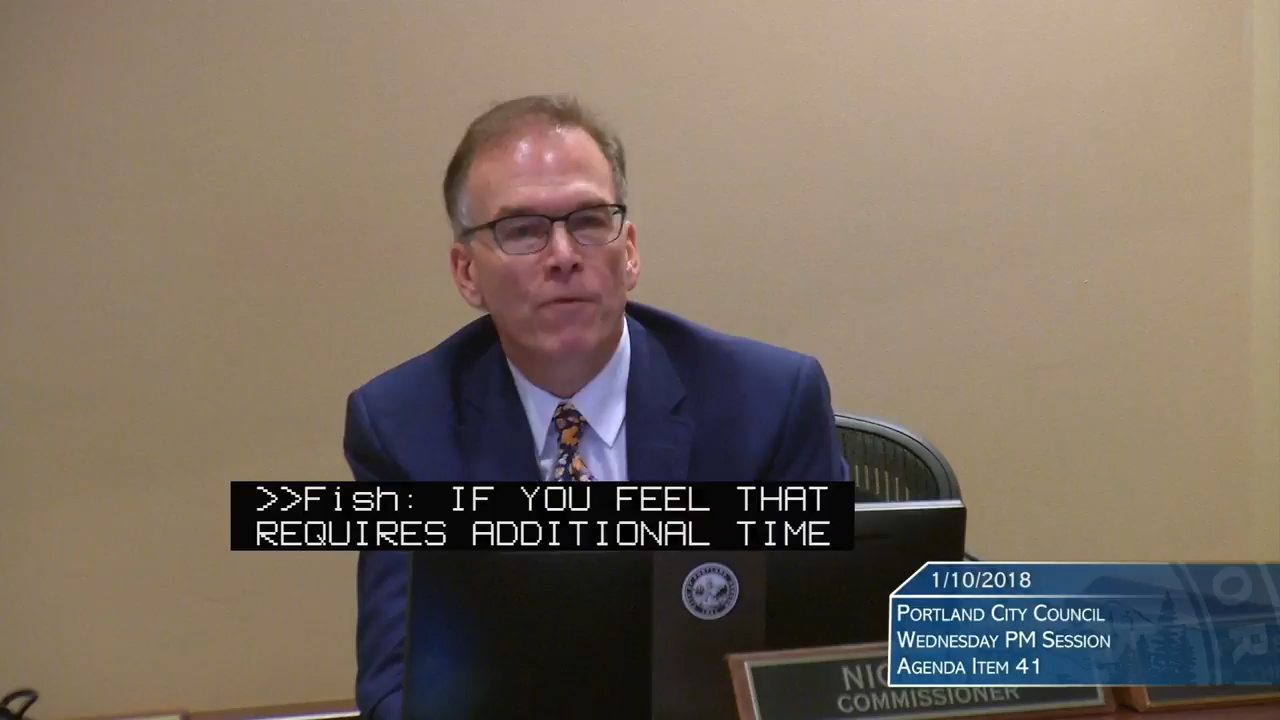 >>Fish: IF YOU FEEL THAT
REQUIRES ADDITIONAL TIME
1/10/2018
PORTLAND CITY COUNCIL
WEDNESDAY PM SESSION
AGENDA ITEM 41
COMMISSIONER